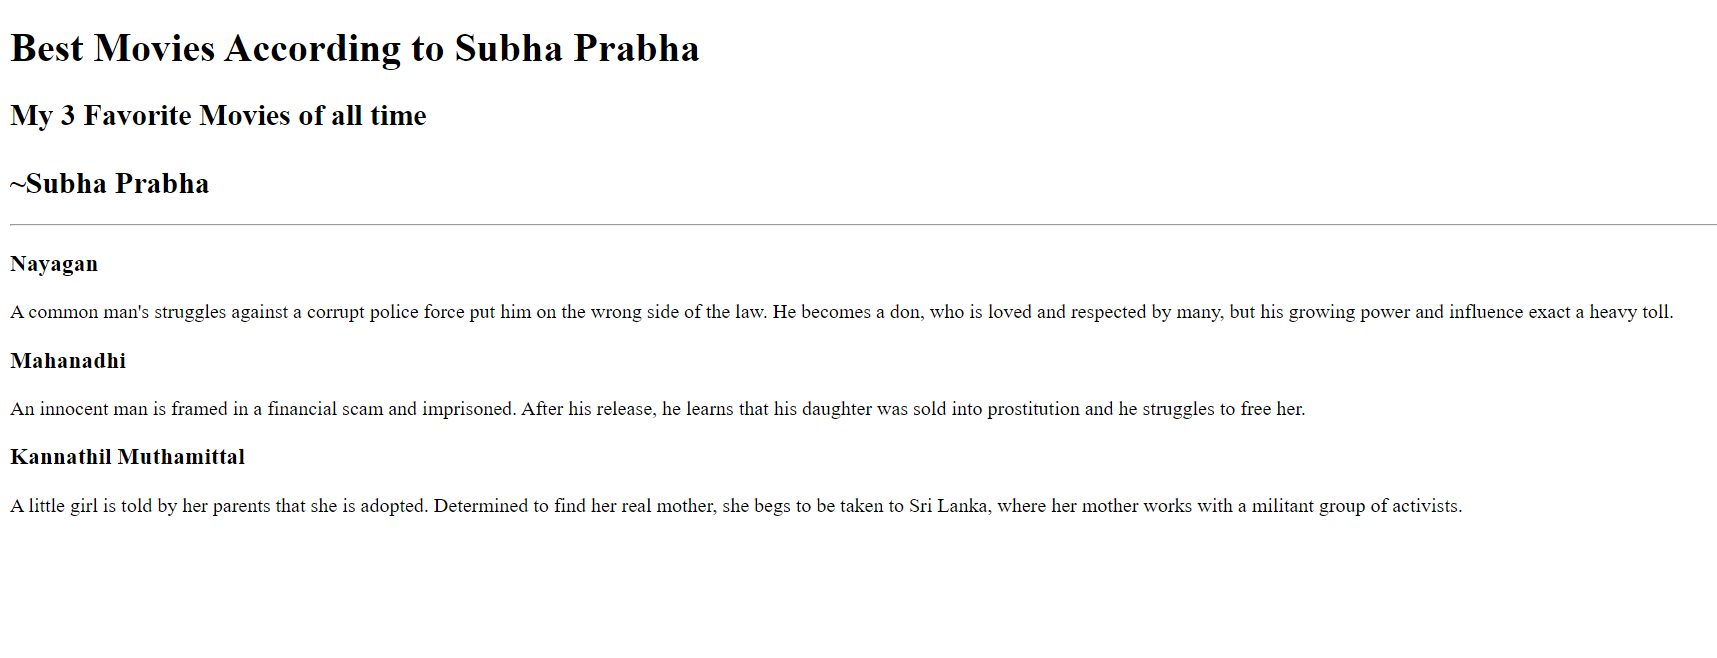 Best Movies According to Subha Prabha
My 3 Favorite Movies of all time
~Subha Prabha
Nayagan
A common man's struggles against a corrupt police force put him on the wrong side of the law. He becomes a don, who is loved and respected by many, but his growing power and influence exact a heavy toll.
Mahanadhi
An innocent man is framed in a financial scam and imprisoned. After his release, he learns that his daughter was sold into prostitution and he struggles to free her.
Kannathil Muthamittal
A little girl is told by her parents that she is adopted. Determined to find her real mother, she begs to be taken to Sri Lanka, where her mother works with a militant group of activists.